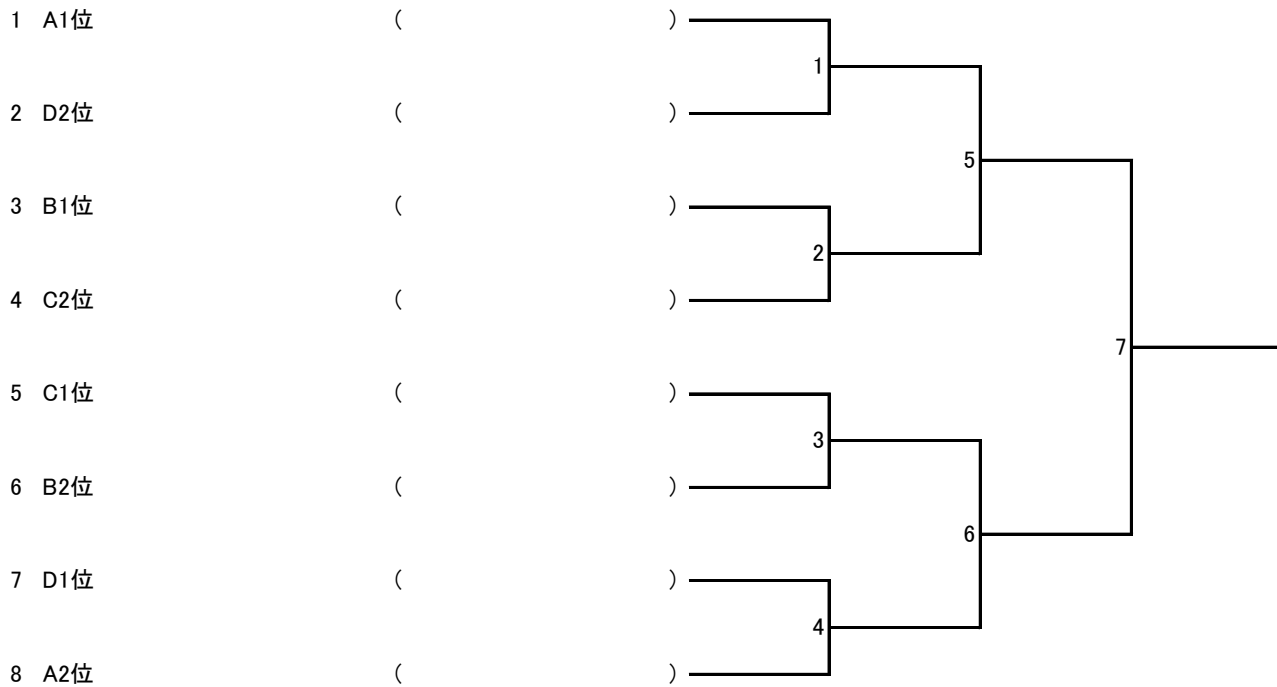 1 A1位 ( )
1
2 D2位 ( )
5
3 B1位 ( )
2
4 C2位 ( )
7
5 C1位 ( )
3
6 B2位 ( )
6
7 D1位 ( )
4
8 A2位 ( )